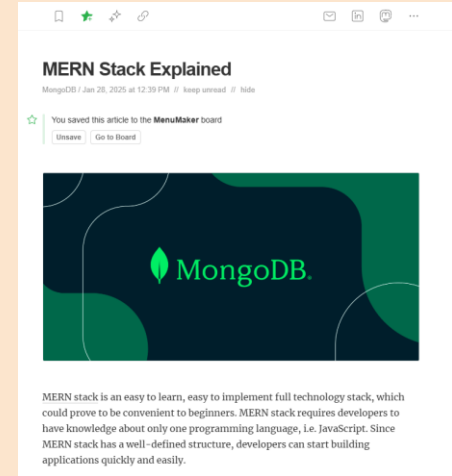 MERN Stack Explained
MongoDB / Jan 28, 2025 at 12:39 PM // keep unread // hide
You saved this article to the MenuMaker board
Unsave Go to Board
MongoDB.
MERN stack is an easy to learn, easy to implement full technology stack, which
could prove to be convenient to beginners. MERN stack requires developers to
have knowledge about only one programming language, i.e. JavaScript. Since
MERN stack has a well-defined structure, developers can start building
applications quickly and easily.